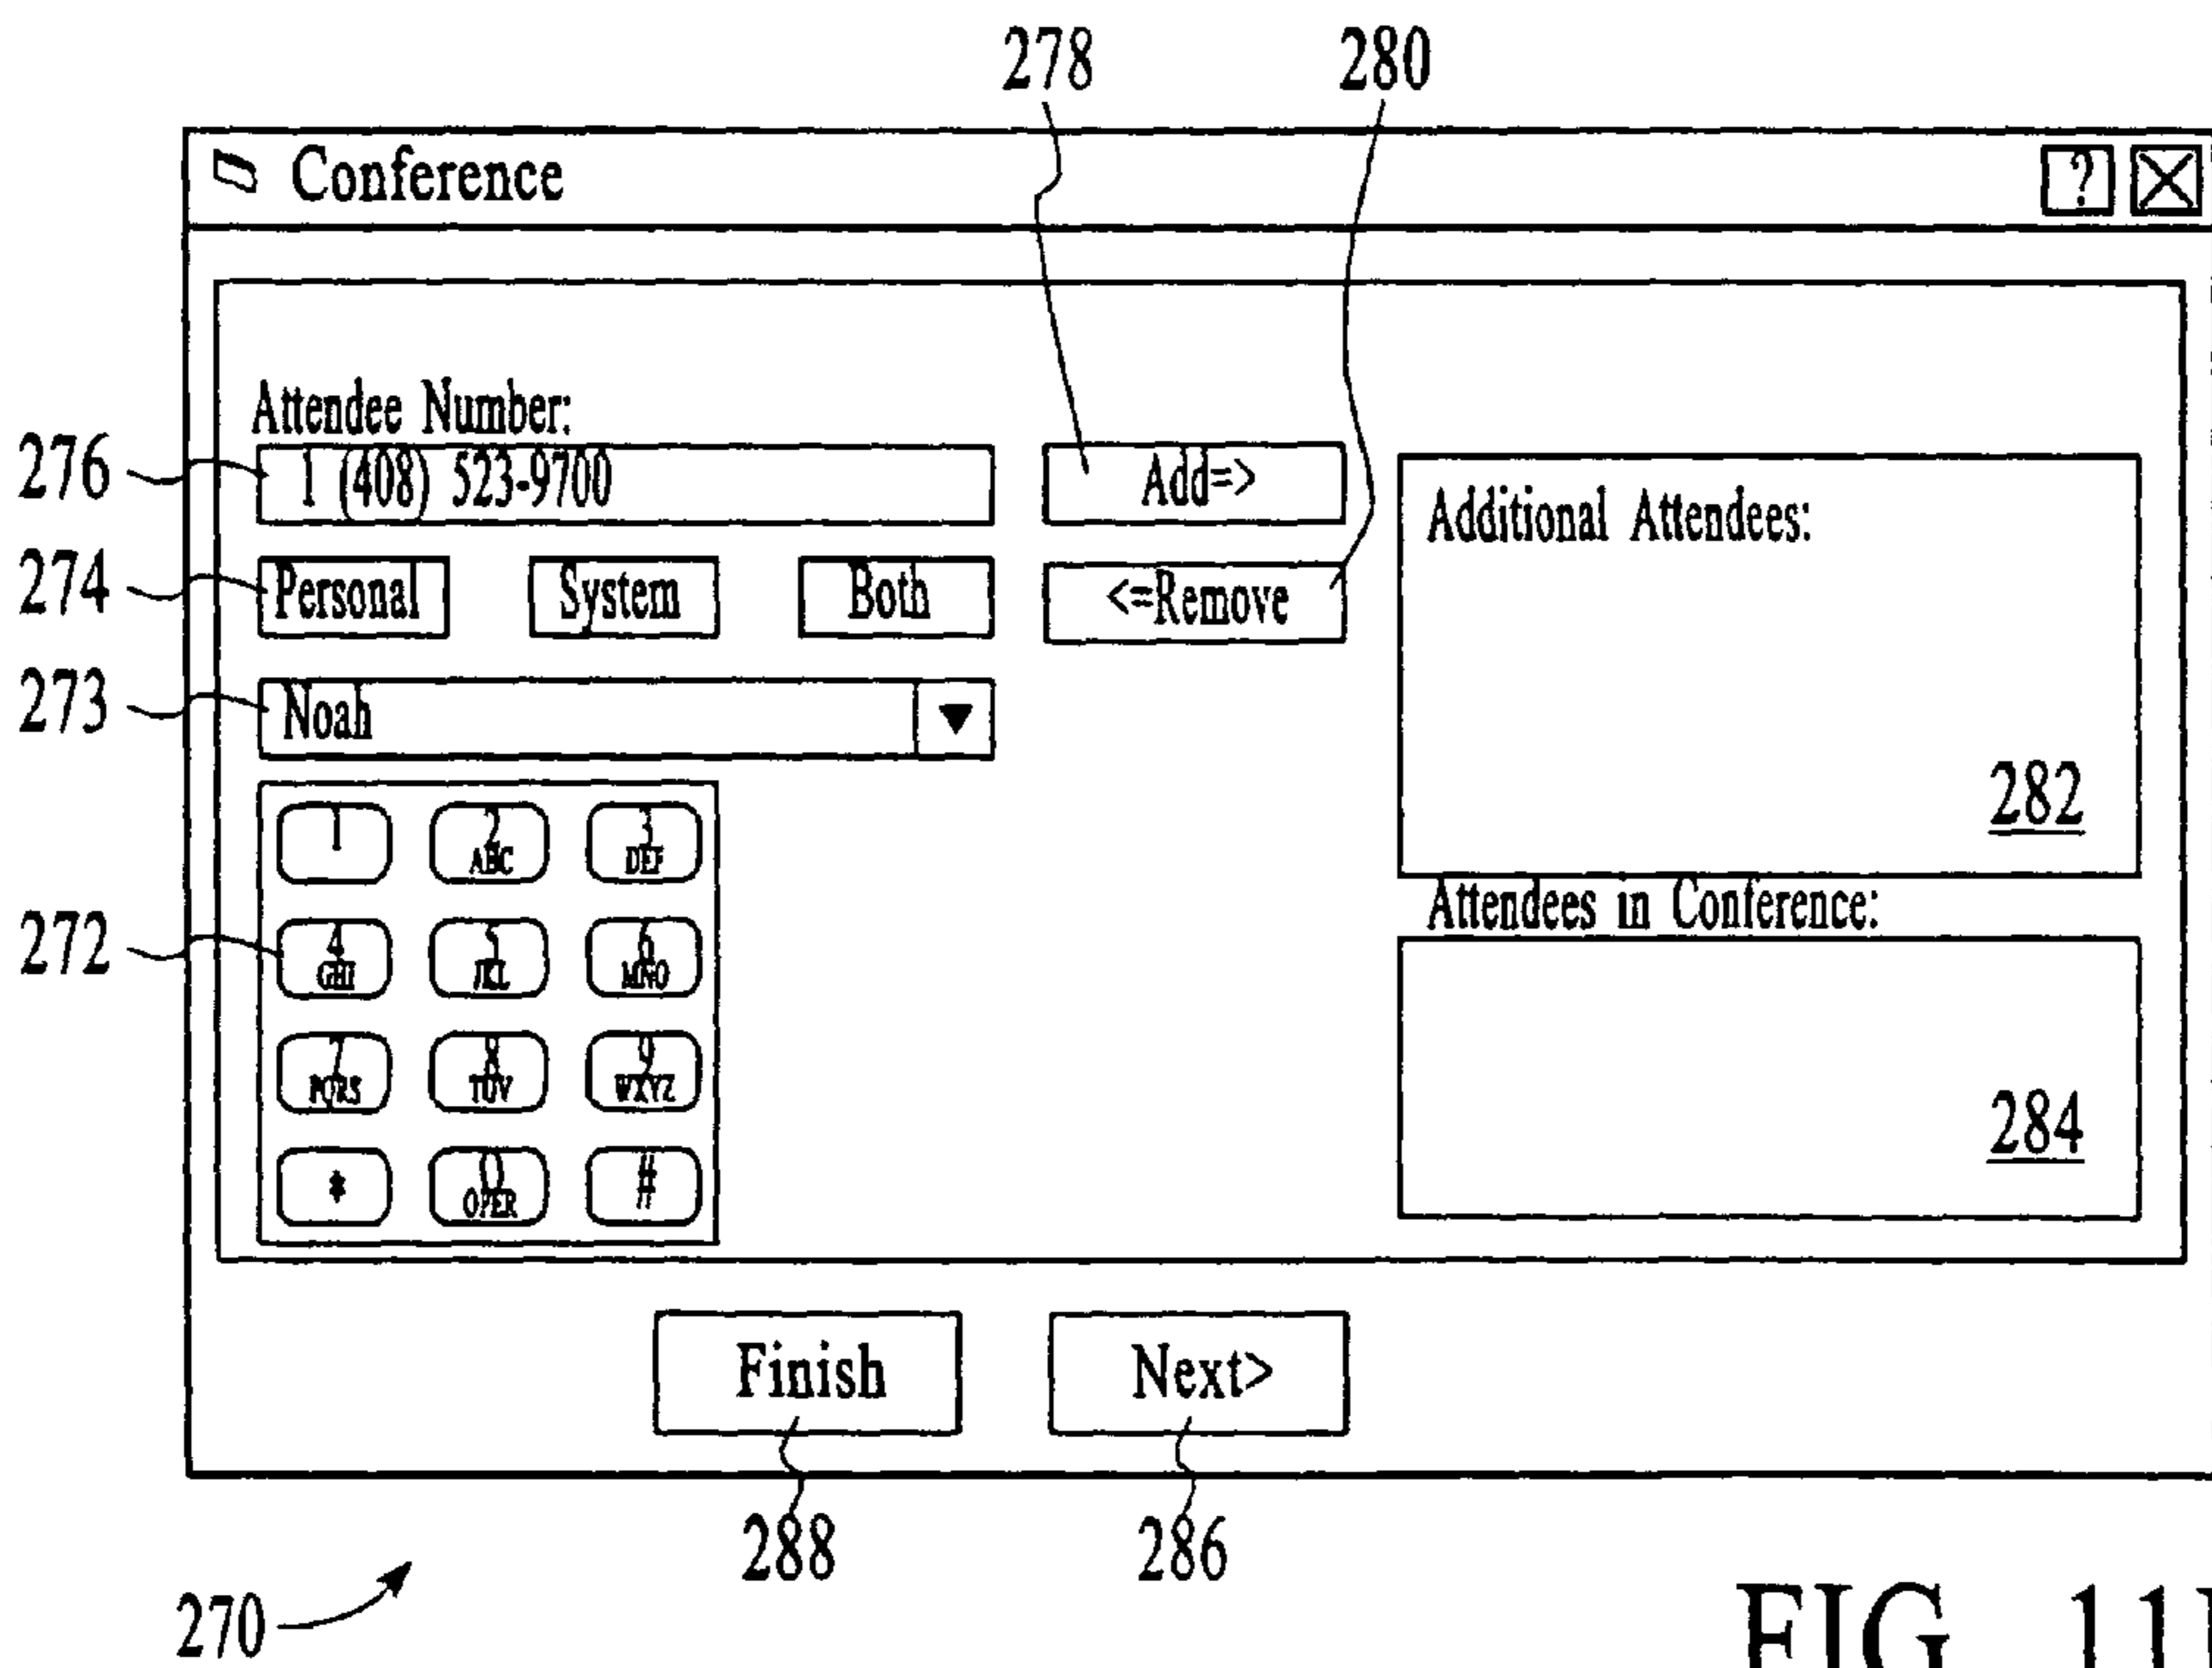 278 280
Conference ?
Attendee Number:
276 1 (408) 523-9700 Add=>
Additional Attendees:
274 Personal System Both <=Remove
273 Noah ▼
282
1 2 ABC 3 DEF
Attendees in Conference:
272 4 GHI 5 JKL 6 MNO
7 PQRS 8 TUV 9 WXYZ
284
* 0 OPER #
Finish Next>
288 286
270
FIG. 11